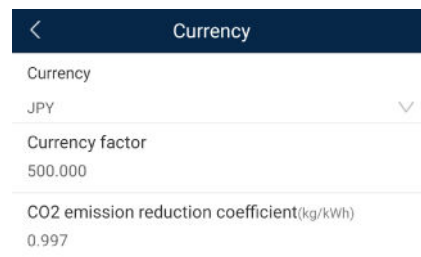 Currency
Currency
JPY
Currency factor
500.000
CO2 emission reduction coefficient(kg/kWh)
0.997